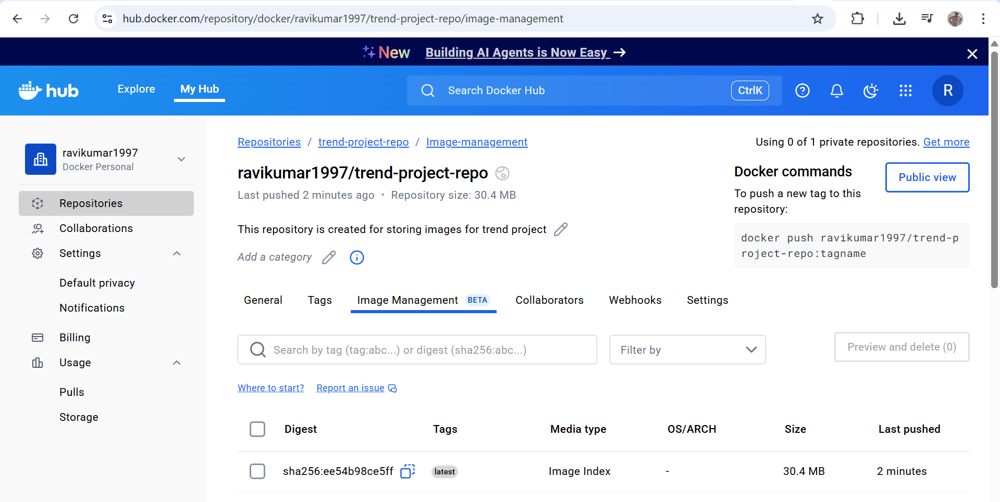 hub.docker.com/repository/docker/ravikumar1997/trend-project-repo/image-management
New Building AI Agents is Now Easy →
hub
Explore
My Hub
Search Docker Hub
CtrlK
R
ravikumar1997
Docker Personal
Repositories
Collaborations
Settings
Default privacy
Notifications
Billing
Usage
Pulls
Storage
Repositories / trend-project-repo / Image-management
Using 0 of 1 private repositories. Get more
ravikumar1997/trend-project-repo
Last pushed 2 minutes ago • Repository size: 30.4 MB
This repository is created for storing images for trend project
Add a category
Docker commands
Public view
To push a new tag to this
repository:
docker push ravikumar1997/trend-p
roject-repo:tagname
General Tags Image Management BETA Collaborators Webhooks Settings
Search by tag (tag:abc...) or digest (sha256:abc...)
Filter by
Preview and delete (0)
Where to start? Report an issue
Digest Tags Media type OS/ARCH Size Last pushed
sha256:ee54b98ce5ff latest Image Index - 30.4 MB 2 minutes